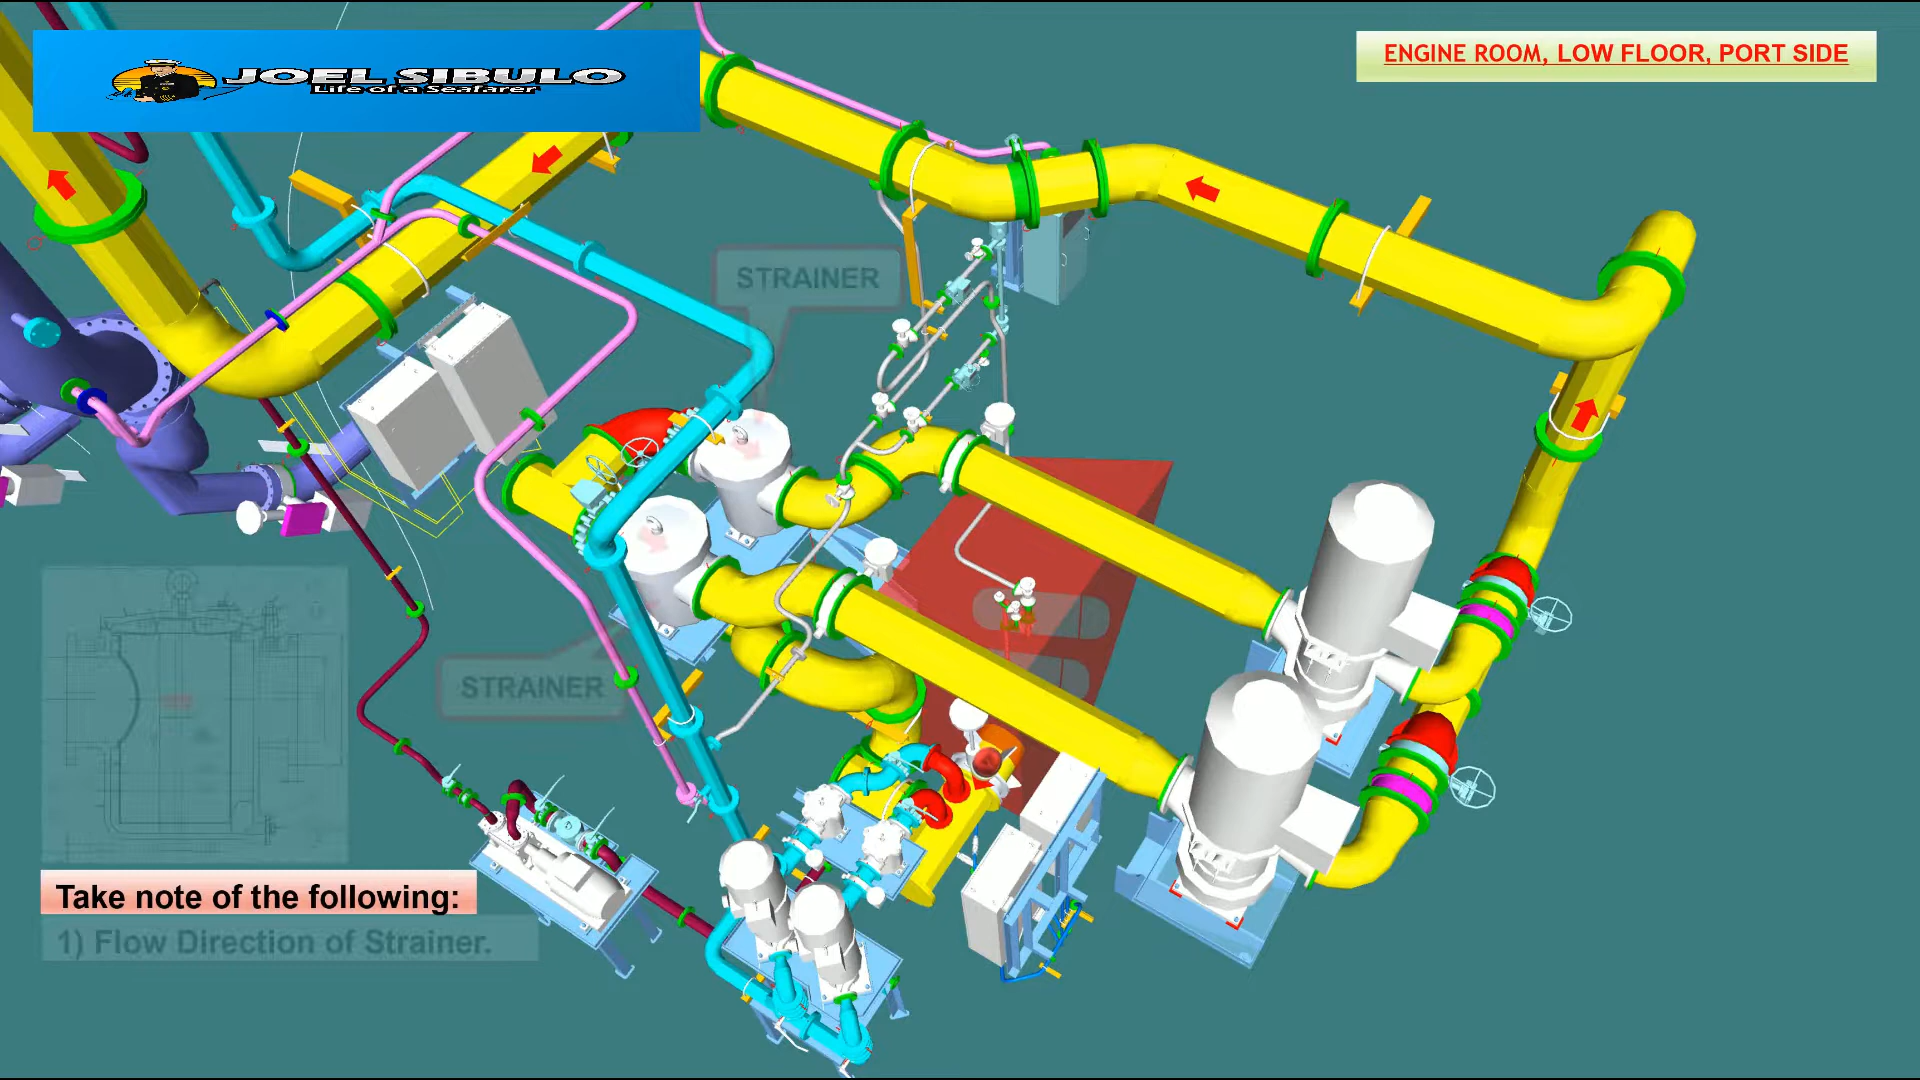 JOEL SIBULO
Life of a Seafarer
ENGINE ROOM, LOW FLOOR, PORT SIDE
STRAINER
STRAINER
Take note of the following:
1) Flow Direction of Strainer.